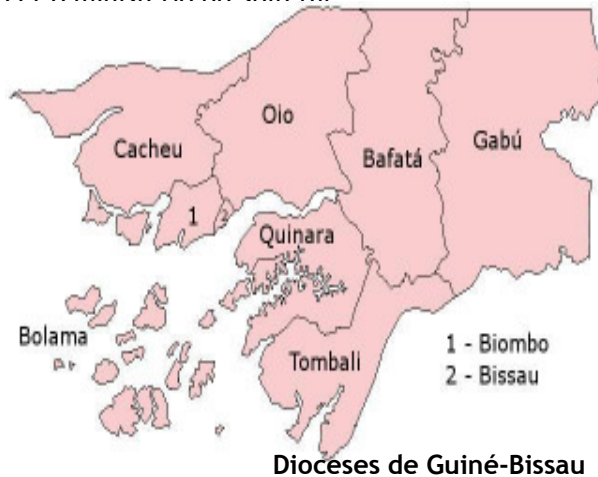 Oio
Cacheu
Bafatá
Gabú
1
2
Quinara
Bolama
Tombali
1 - Biombo
2 - Bissau
Dioceses de Guiné-Bissau